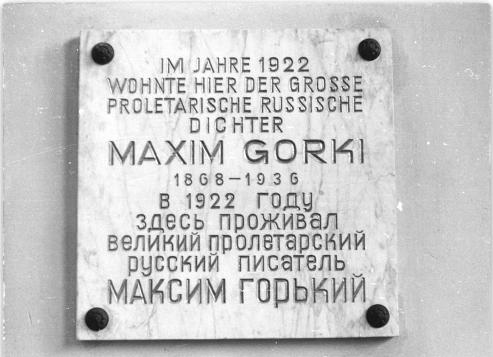 IM JAHRE 1922
WOHNTE HIER DER GROSSE
PROLETARISCHE RUSSISCHE
DICHTER
MAXIM GORKI
1868-1936
В 1922 ГОДУ
здесь проживал
великий пролетарский
русский писатель
МАКСИМ ГОРЬКИЙ